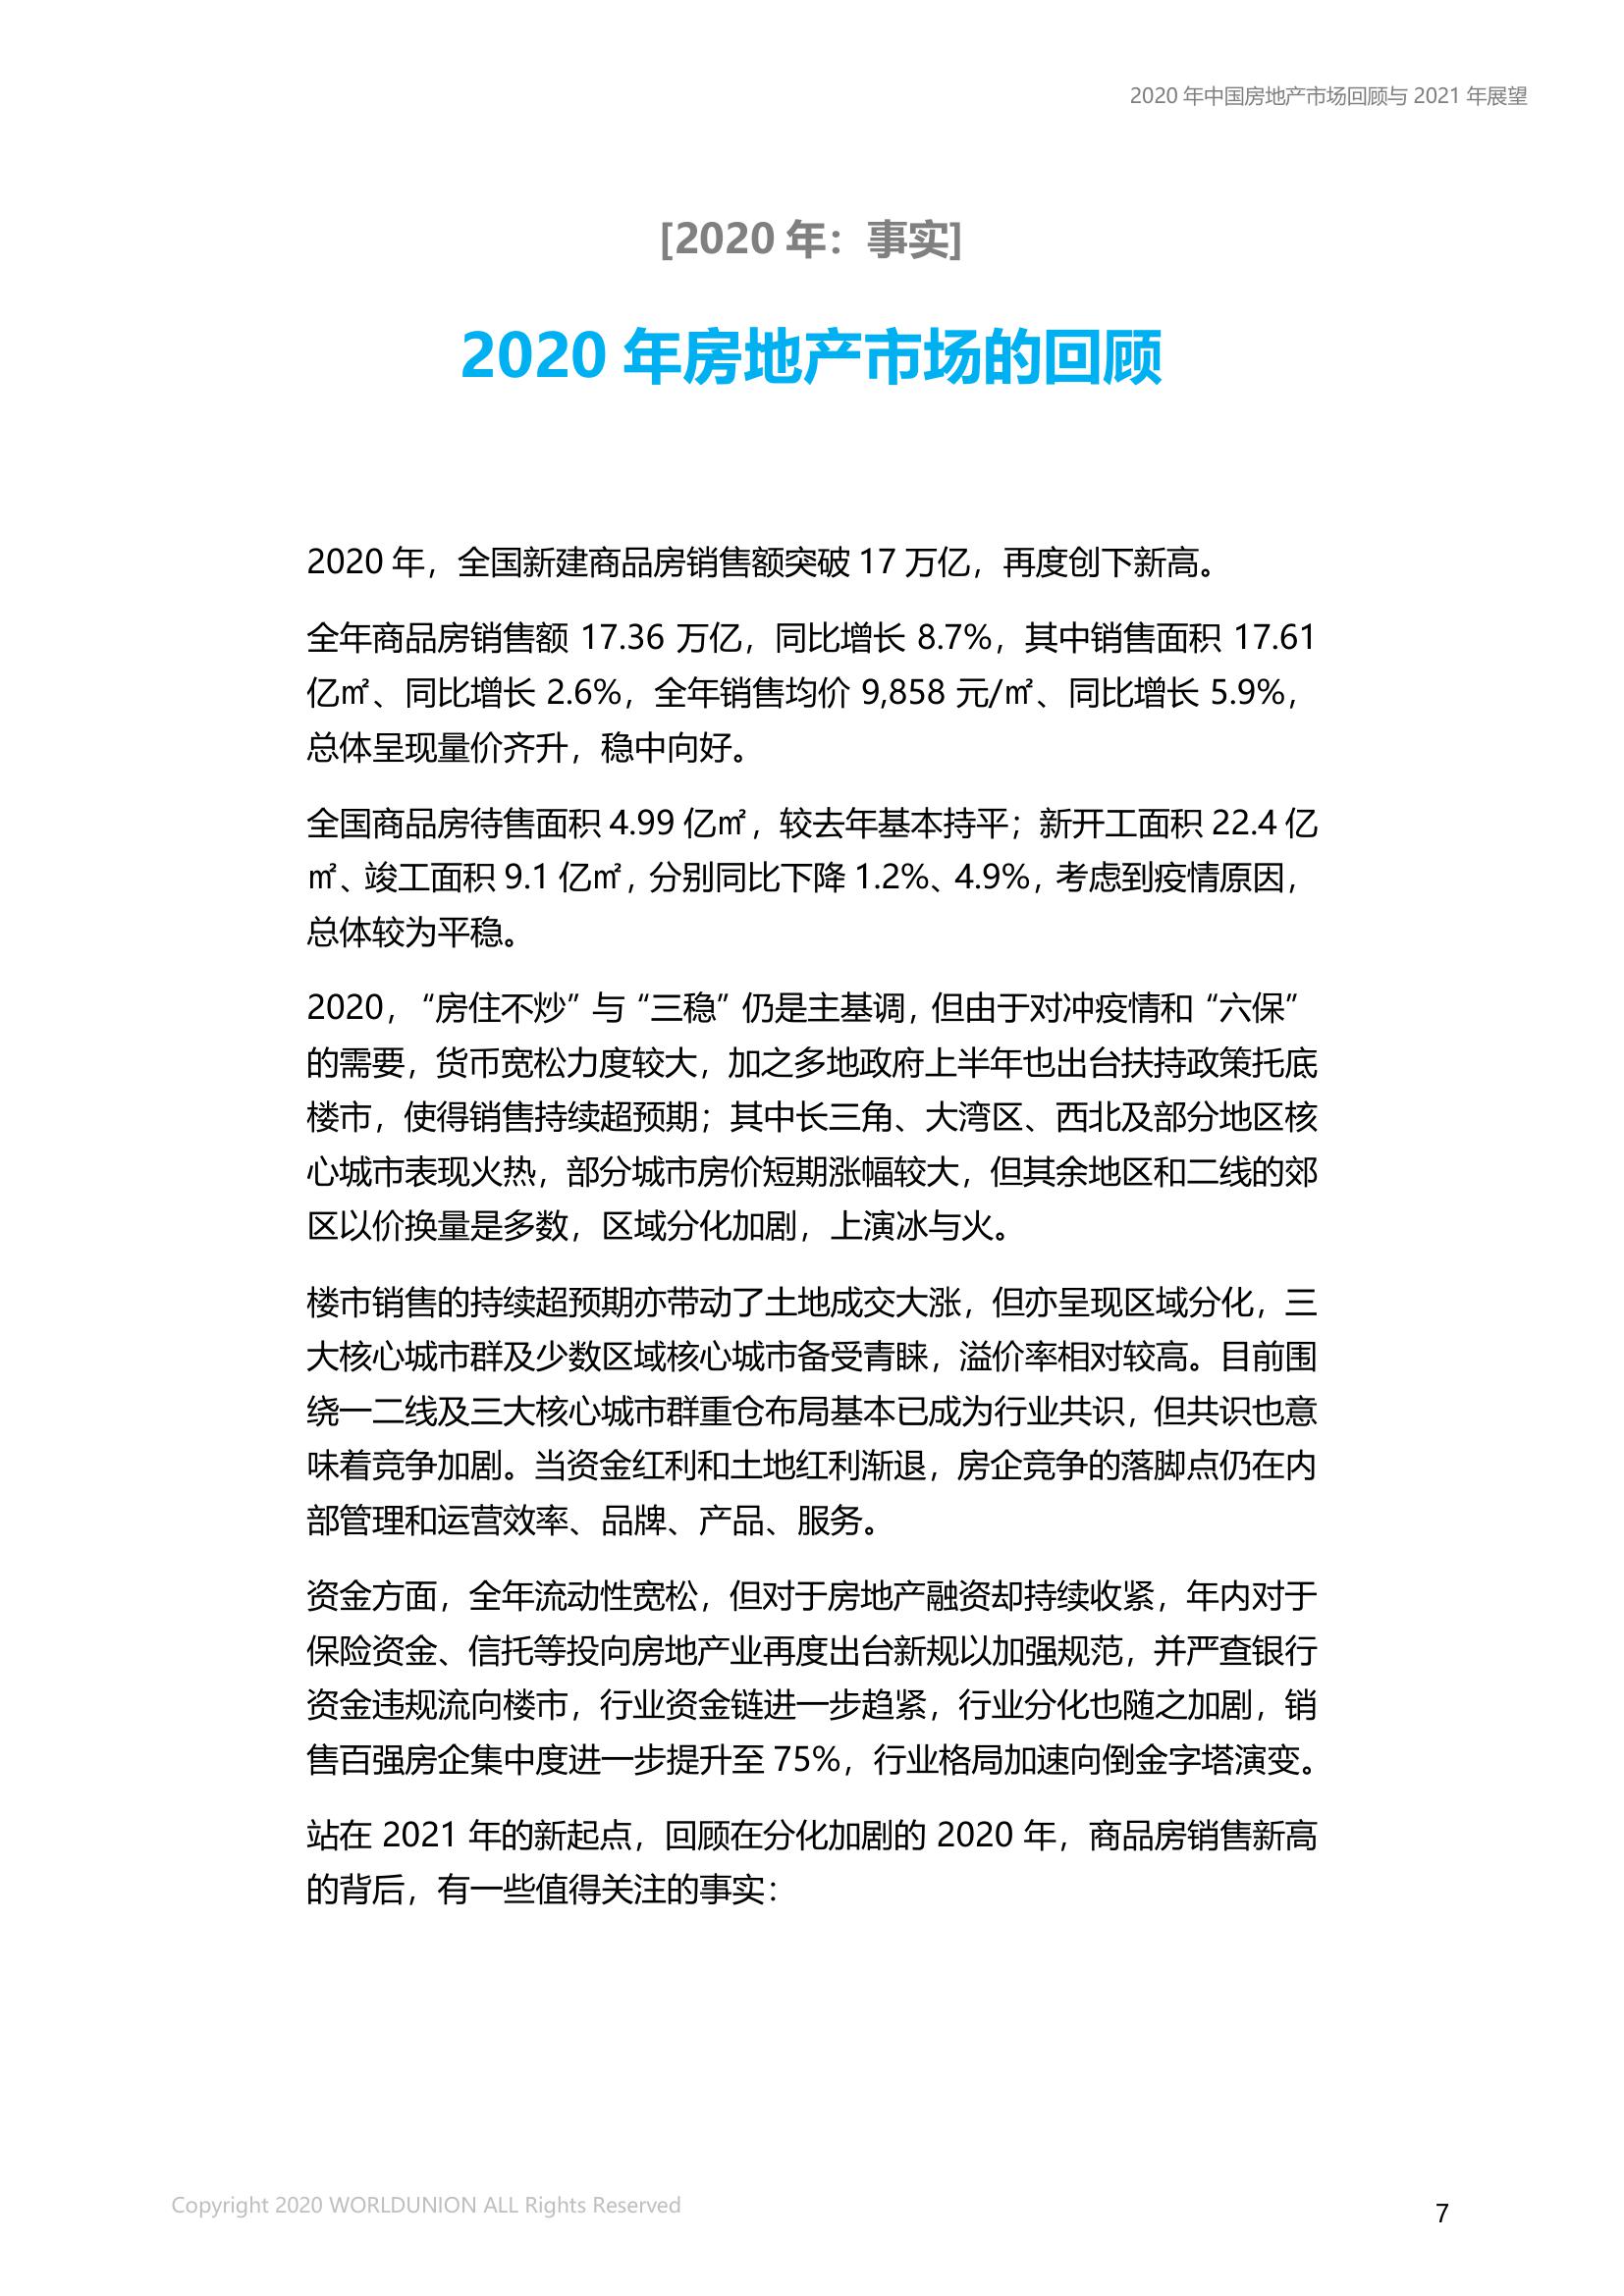 2020 年中国房地产市场回顾与 2021 年展望
[2020 年：事实]
2020 年房地产市场的回顾
2020 年，全国新建商品房销售额突破 17 万亿，再度创下新高。
全年商品房销售额 17.36 万亿，同比增长 8.7%，其中销售面积 17.61
亿㎡、同比增长 2.6%，全年销售均价 9,858 元/㎡、同比增长 5.9%，
总体呈现量价齐升，稳中向好。
全国商品房待售面积 4.99 亿㎡，较去年基本持平；新开工面积 22.4 亿
㎡、竣工面积 9.1 亿㎡，分别同比下降 1.2%、4.9%，考虑到疫情原因，
总体较为平稳。
2020，“房住不炒”与“三稳”仍是主基调，但由于对冲疫情和“六保”
的需要，货币宽松力度较大，加之多地政府上半年也出台扶持政策托底
楼市，使得销售持续超预期；其中长三角、大湾区、西北及部分地区核
心城市表现火热，部分城市房价短期涨幅较大，但其余地区和二线的郊
区以价换量是多数，区域分化加剧，上演冰与火。
楼市销售的持续超预期亦带动了土地成交大涨，但亦呈现区域分化，三
大核心城市群及少数区域核心城市备受青睐，溢价率相对较高。目前围
绕一二线及三大核心城市群重仓布局基本已成为行业共识，但共识也意
味着竞争加剧。当资金红利和土地红利渐退，房企竞争的落脚点仍在内
部管理和运营效率、品牌、产品、服务。
资金方面，全年流动性宽松，但对于房地产融资却持续收紧，年内对于
保险资金、信托等投向房地产业再度出台新规以加强规范，并严查银行
资金违规流向楼市，行业资金链进一步趋紧，行业分化也随之加剧，销
售百强房企集中度进一步提升至 75%，行业格局加速向倒金字塔演变。
站在 2021 年的新起点，回顾在分化加剧的 2020 年，商品房销售新高
的背后，有一些值得关注的事实：
Copyright 2020 WORLDUNION ALL Rights Reserved
7